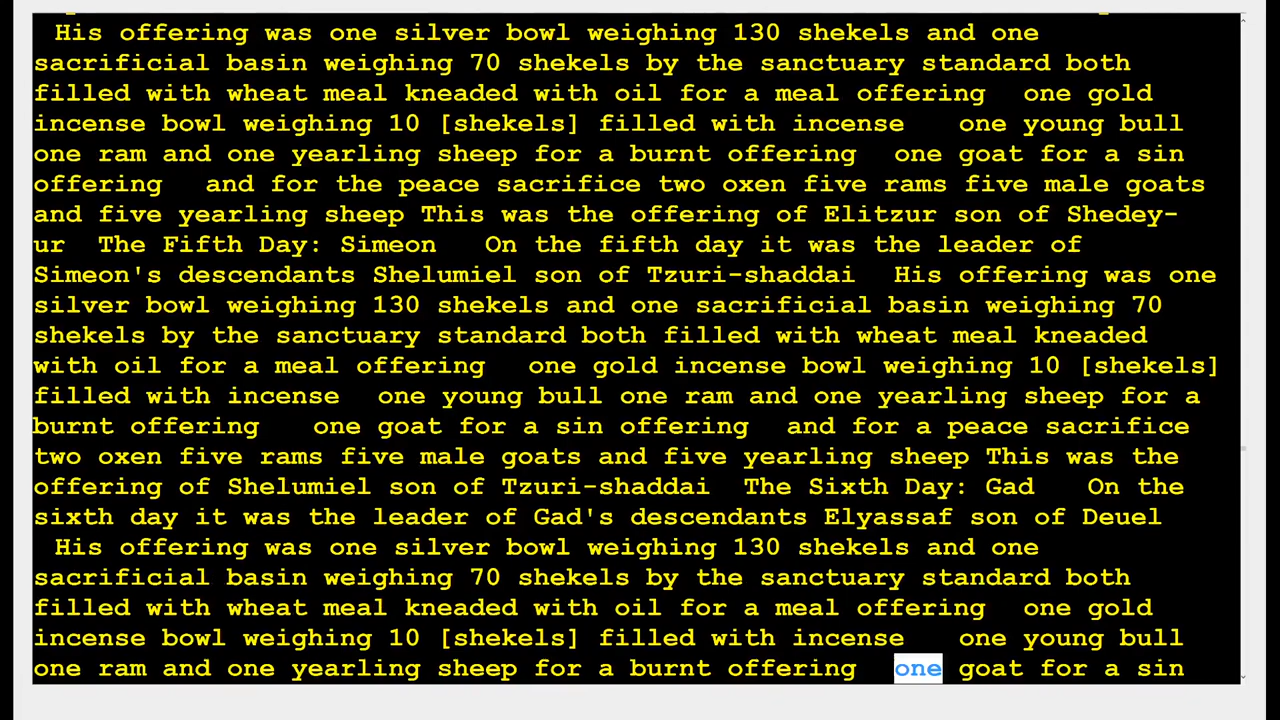 His offering was one silver bowl weighing 130 shekels and one
sacrificial basin weighing 70 shekels by the sanctuary standard both
filled with wheat meal kneaded with oil for a meal offering one gold
incense bowl weighing 10 [shekels] filled with incense one young bull
one ram and one yearling sheep for a burnt offering one goat for a sin
offering and for the peace sacrifice two oxen five rams five male goats
and five yearling sheep This was the offering of Elitzur son of Shedey-
ur The Fifth Day: Simeon On the fifth day it was the leader of
Simeon's descendants Shelumiel son of Tzuri-shaddai His offering was one
silver bowl weighing 130 shekels and one sacrificial basin weighing 70
shekels by the sanctuary standard both filled with wheat meal kneaded
with oil for a meal offering one gold incense bowl weighing 10 [shekels]
filled with incense one young bull one ram and one yearling sheep for a
burnt offering one goat for a sin offering and for a peace sacrifice
two oxen five rams five male goats and five yearling sheep This was the
offering of Shelumiel son of Tzuri-shaddai The Sixth Day: Gad On the
sixth day it was the leader of Gad's descendants Elyassaf son of Deuel
His offering was one silver bowl weighing 130 shekels and one
sacrificial basin weighing 70 shekels by the sanctuary standard both
filled with wheat meal kneaded with oil for a meal offering one gold
incense bowl weighing 10 [shekels] filled with incense one young bull
one ram and one yearling sheep for a burnt offering one goat for a sin